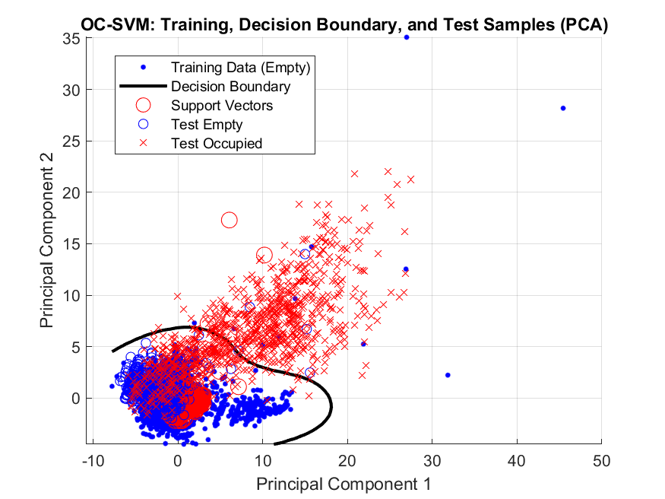 OC-SVM: Training, Decision Boundary, and Test Samples (PCA)
35
30
25
20
15
10
5
0
Principal Component 2
Training Data (Empty)
Decision Boundary
Support Vectors
Test Empty
Test Occupied
-10
0
10
20
30
40
50
Principal Component 1